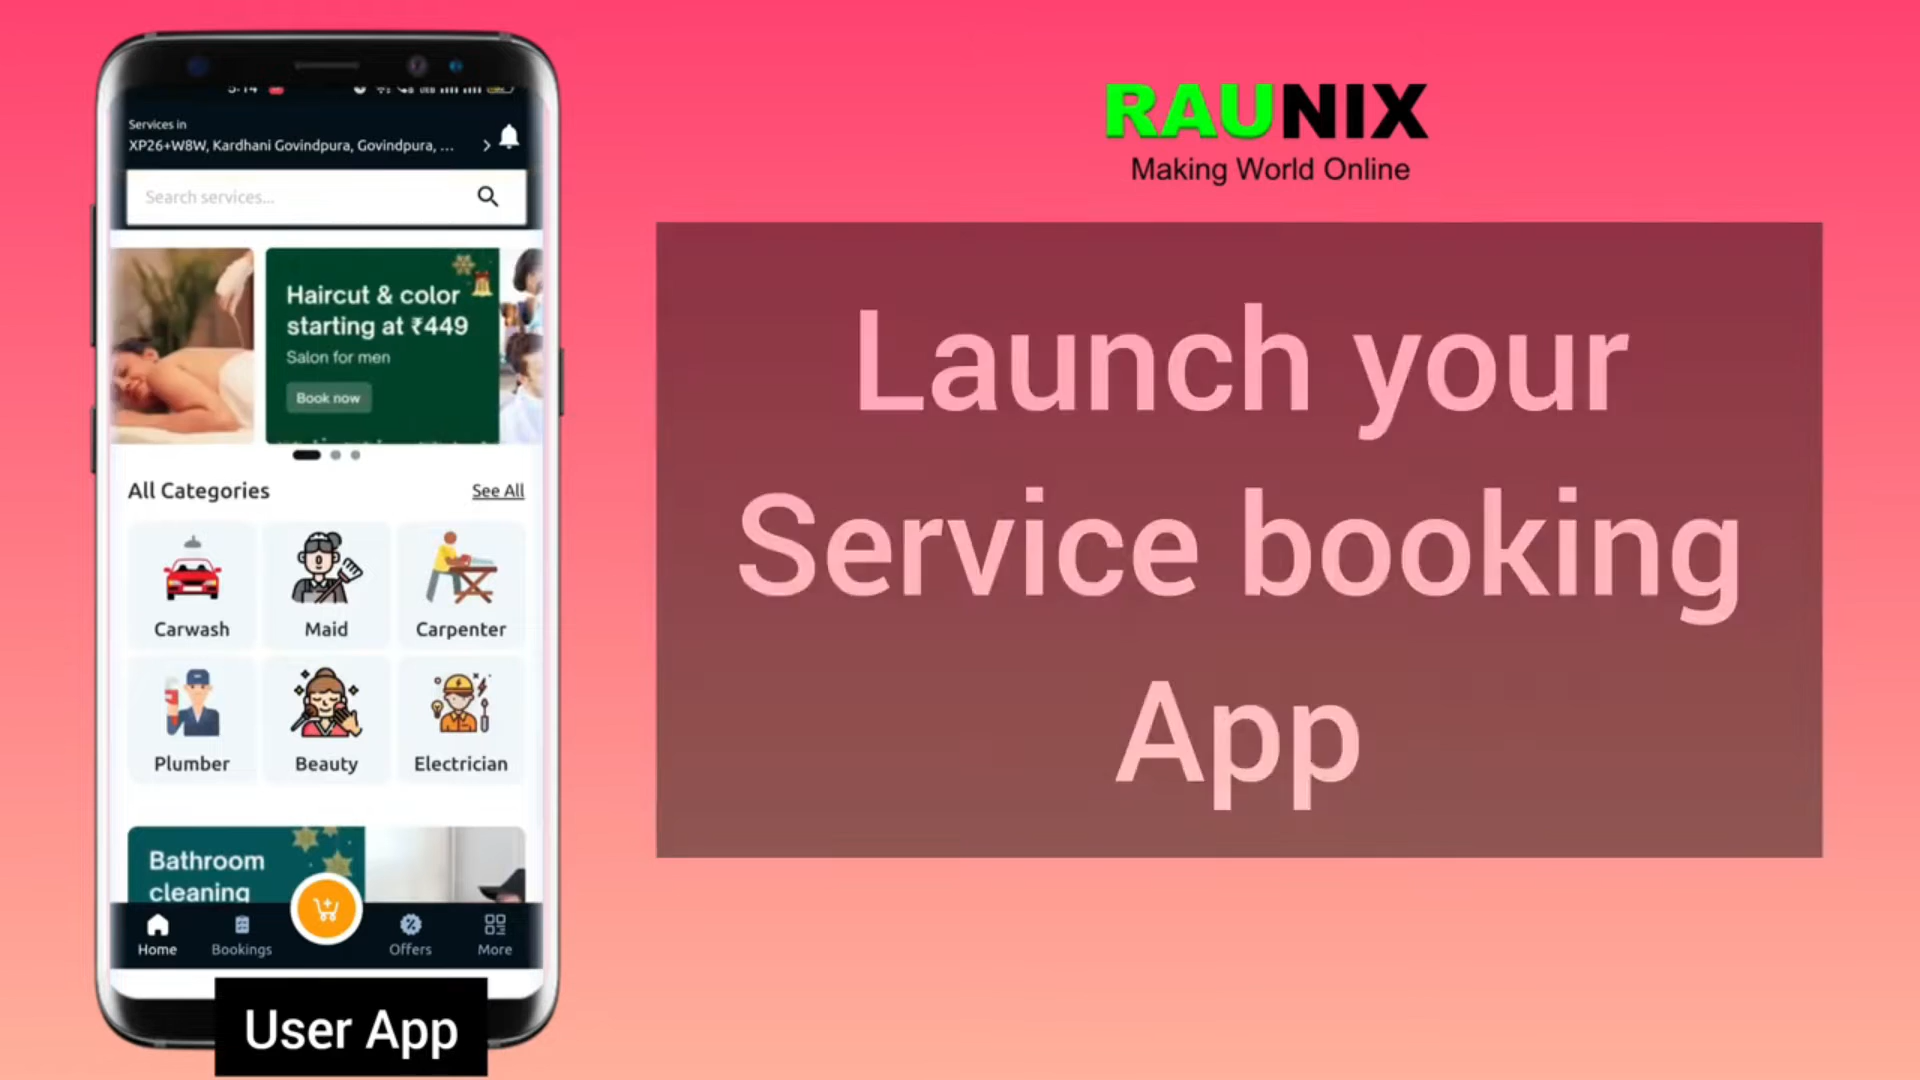 5:14
Services in
XP26+W8W, Kardhani Govindpura, Govindpura, ...
Search services...
Haircut & color
starting at ₹449
Salon for men
Book now
All Categories
See All
Carwash
Maid
Carpenter
Plumber
Beauty
Electrician
Bathroom
cleaning
Home
Bookings
Offers
More
User App
RAUNIX
Making World Online
Launch your
Service booking
App